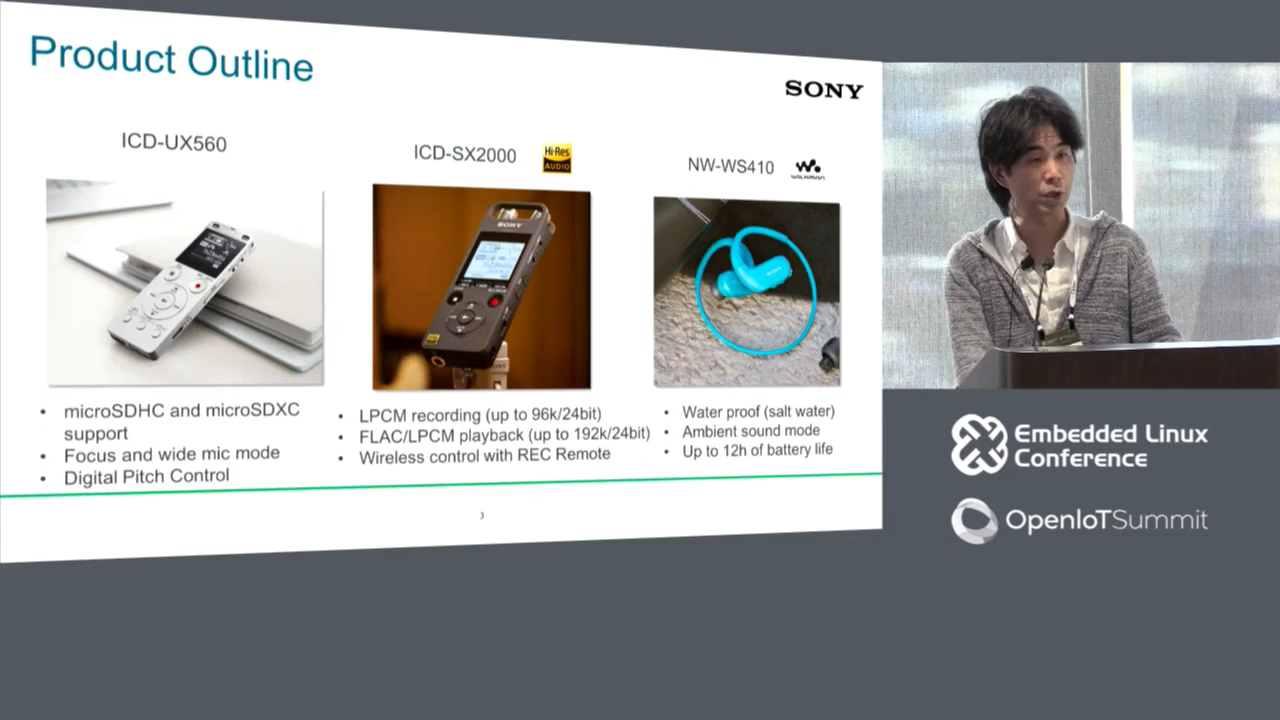 Product Outline
SONY
ICD-UX560
ICD-SX2000
Hi-Res
AUDIO
NW-WS410
WALKMAN
SONY
• microSDHC and microSDXC
support
• Focus and wide mic mode
• Digital Pitch Control
• LPCM recording (up to 96k/24bit)
• FLAC/LPCM playback (up to 192k/24bit)
• Wireless control with REC Remote
• Water proof (salt water)
• Ambient sound mode
• Up to 12h of battery life
3
Embedded Linux
Conference
OpenIoTSummit